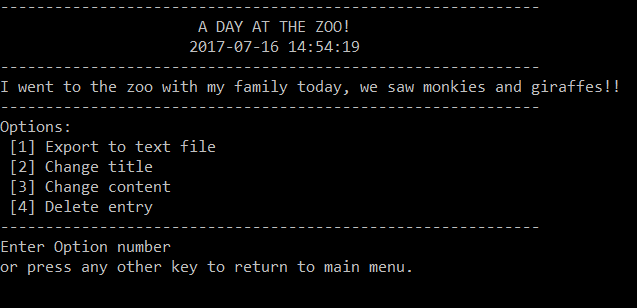 ------------------------------------------------------------
A DAY AT THE ZOO!
2017-07-16 14:54:19
------------------------------------------------------------
I went to the zoo with my family today, we saw monkies and giraffes!!
------------------------------------------------------------
Options:
[1] Export to text file
[2] Change title
[3] Change content
[4] Delete entry
------------------------------------------------------------
Enter Option number
or press any other key to return to main menu.